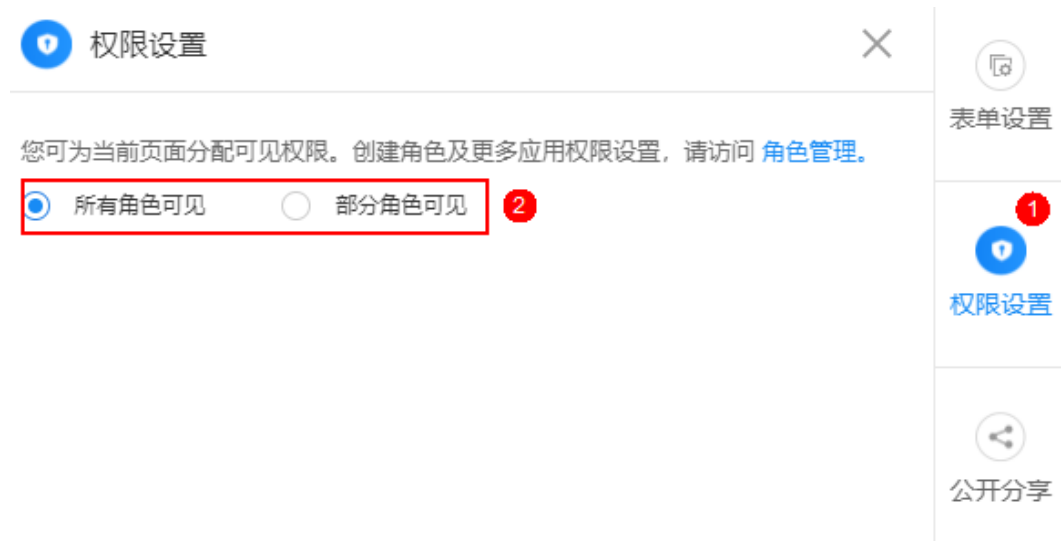 权限设置
您可为当前页面分配可见权限。创建角色及更多应用权限设置，请访问 角色管理。
所有角色可见 部分角色可见 2
表单设置
1
权限设置
公开分享